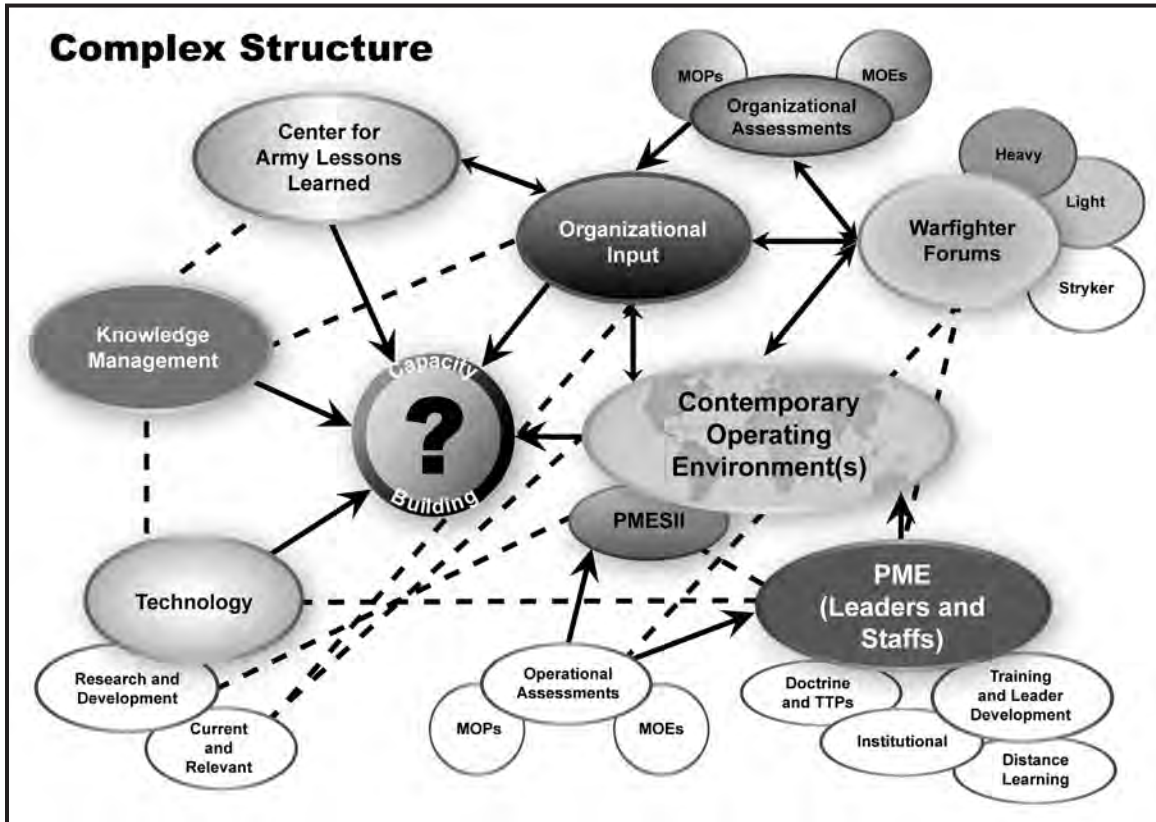 Complex Structure
MOPs
MOEs
Organizational
Assessments
Center for
Army Lessons
Learned
Heavy
Light
Stryker
Warfighter
Forums
Organizational
Input
Knowledge
Management
Capacity
?
Building
Contemporary
Operating
Environment(s)
PMESII
Technology
Research and
Development
Current
and
Relevant
Operational
Assessments
MOPs
MOEs
PME
(Leaders and
Staffs)
Doctrine
and TTPs
Training
and Leader
Development
Institutional
Distance
Learning